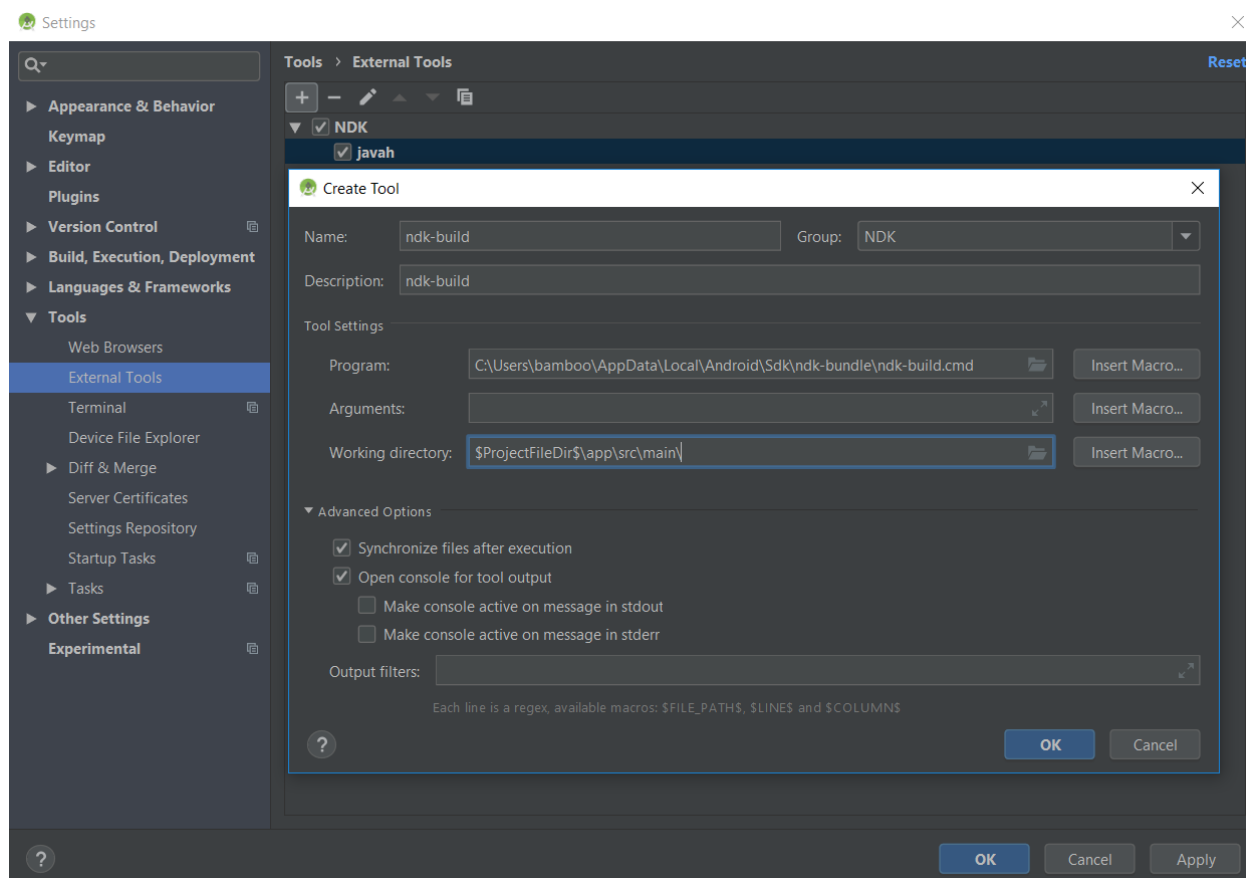 Settings
Tools › External Tools
Reset
Appearance & Behavior
Keymap
Editor
Plugins
Version Control
Build, Execution, Deployment
Languages & Frameworks
Tools
Web Browsers
External Tools
Terminal
Device File Explorer
Diff & Merge
Server Certificates
Settings Repository
Startup Tasks
Tasks
Other Settings
Experimental
NDK
javah
Create Tool
Name: ndk-build Group: NDK
Description: ndk-build
Tool Settings
Program: C:\Users\bamboo\AppData\Local\Android\Sdk\ndk-bundle\ndk-build.cmd Insert Macro...
Arguments: Insert Macro...
Working directory: $ProjectFileDir$\app\src\main\ Insert Macro...
Advanced Options
Synchronize files after execution
Open console for tool output
Make console active on message in stdout
Make console active on message in stderr
Output filters:
Each line is a regex, available macros: $FILE_PATH$, $LINE$ and $COLUMN$
? OK Cancel
? OK Cancel Apply